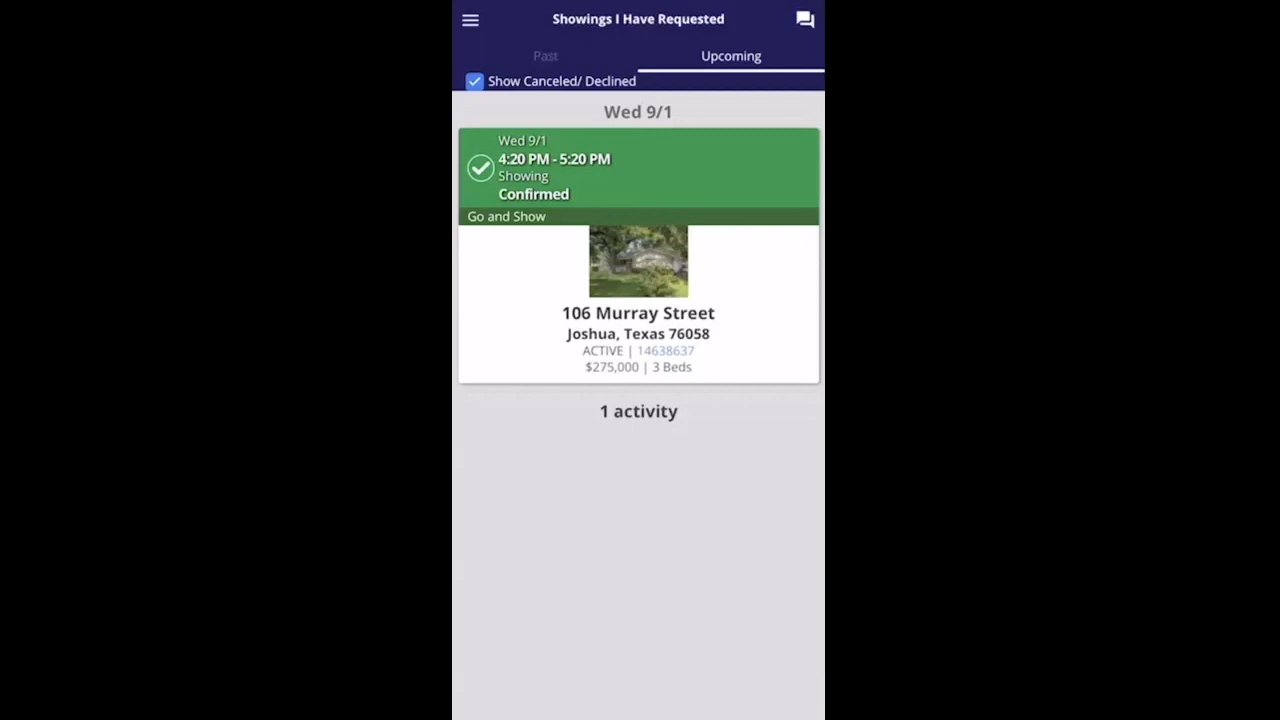 Showings I Have Requested
Past
Upcoming
Show Canceled/ Declined
Wed 9/1
Wed 9/1
4:20 PM - 5:20 PM
Showing
Confirmed
Go and Show
106 Murray Street
Joshua, Texas 76058
ACTIVE | 14638637
$275,000 | 3 Beds
1 activity